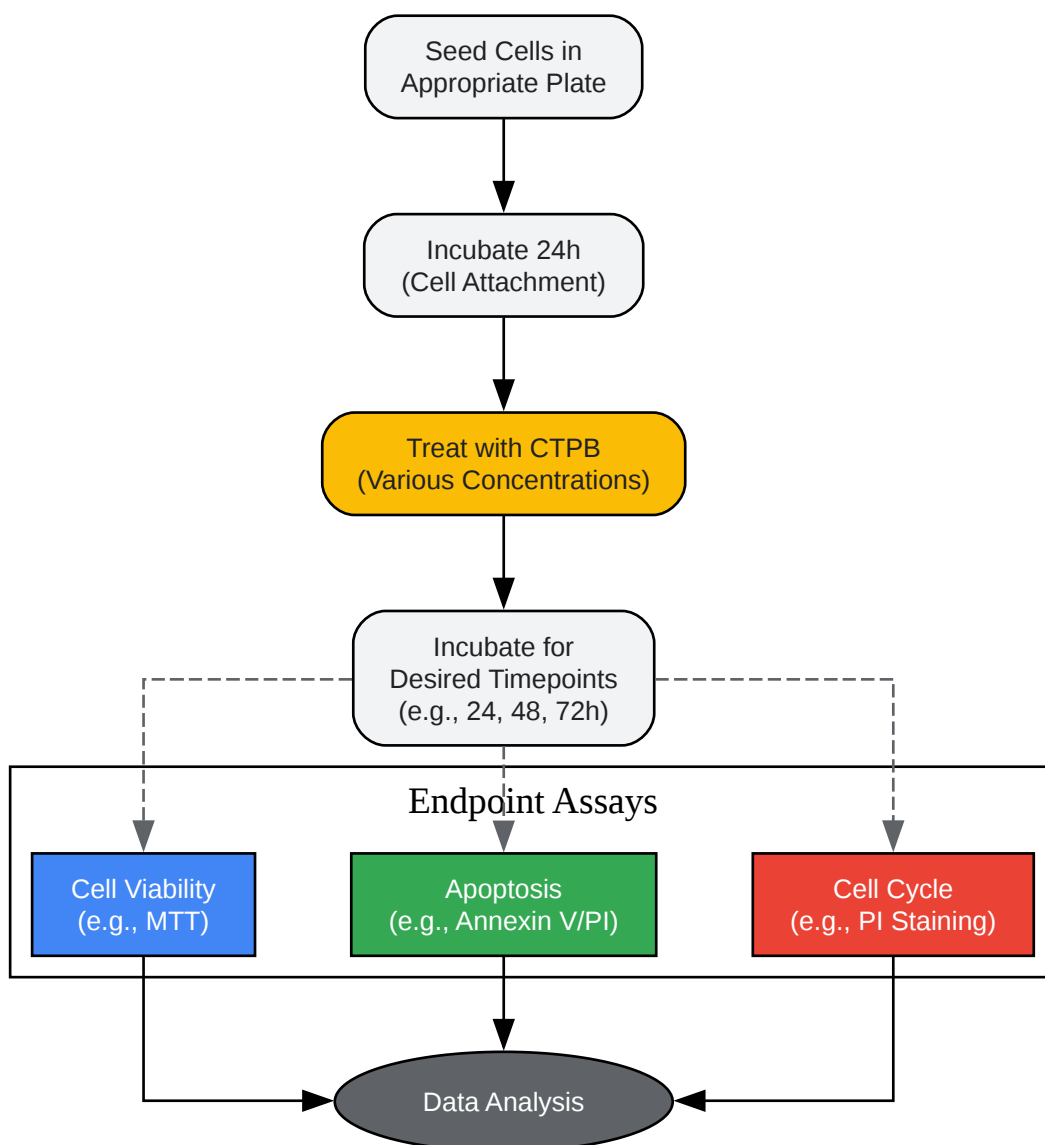 Seed Cells in
Appropriate Plate
Incubate 24h
(Cell Attachment)
Treat with CTPB
(Various Concentrations)
Incubate for
Desired Timepoints
(e.g., 24, 48, 72h)
Endpoint Assays
Cell Viability
(e.g., MTT)
Apoptosis
(e.g., Annexin V/PI)
Cell Cycle
(e.g., PI Staining)
Data Analysis